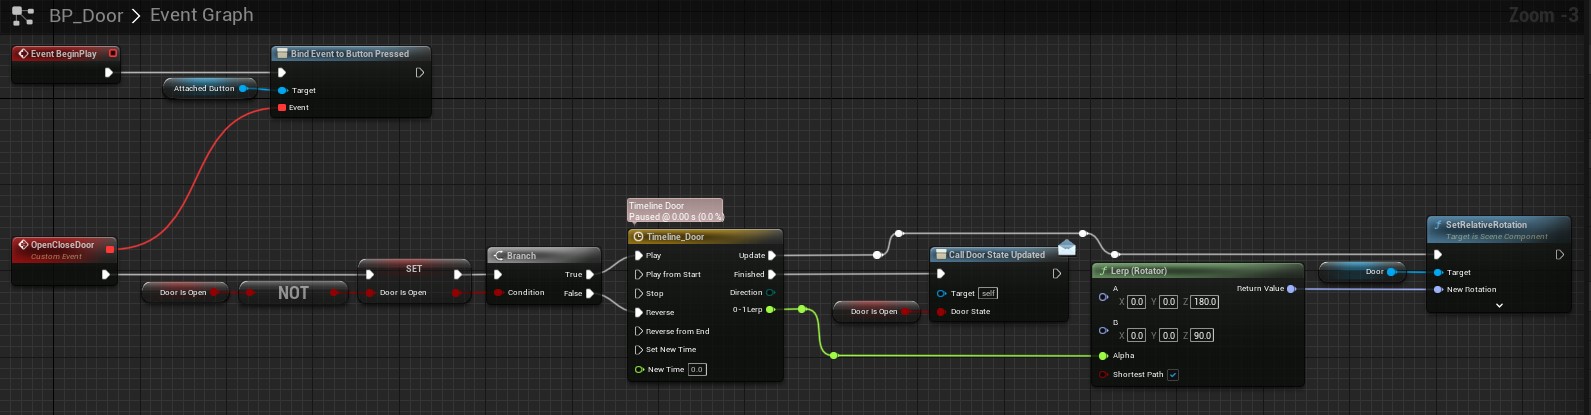 BP_Door > Event Graph
Zoom -3
Event BeginPlay
Bind Event to Button Pressed
Attached Button
Target
Event
OpenCloseDoor
Custom Event
Door Is Open
NOT
SET
Door Is Open
Branch
True
Condition
False
Timeline Door
Paused @ 0.00 s (0.0 %)
Timeline_Door
Play
Update
Play from Start
Finished
Stop
Direction
Reverse
0-1Lerp
Reverse from End
Set New Time
New Time 0.0
Door Is Open
Call Door State Updated
Target self
Door State
Lerp (Rotator)
A
X 0.0 Y 0.0 Z 180.0
Return Value
B
X 0.0 Y 0.0 Z 90.0
Alpha
Shortest Path
Door
SetRelativeRotation
Target is Scene Component
Target
New Rotation